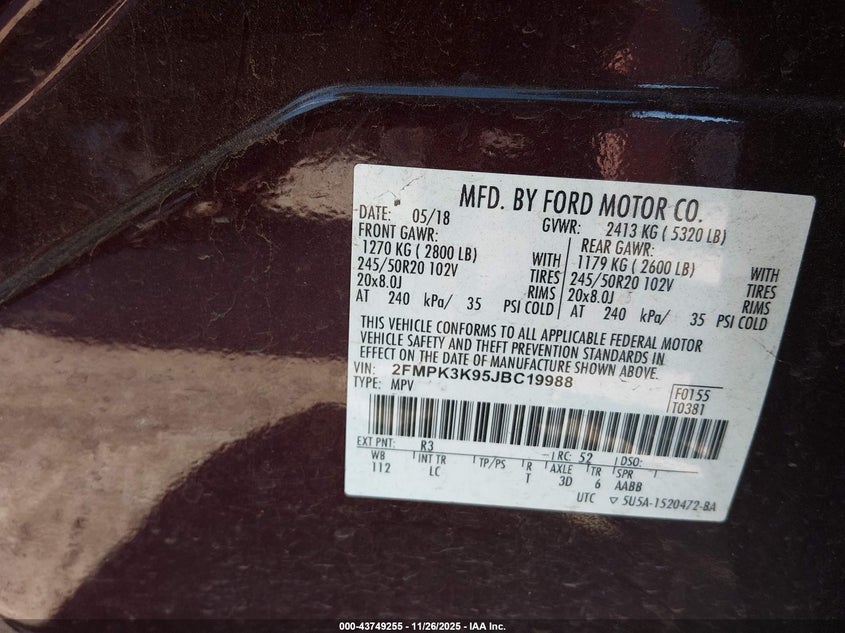 MFD. BY FORD MOTOR CO.
DATE: 05/18 GVWR: 2413 KG ( 5320 LB)
FRONT GAWR: REAR GAWR:
1270 KG ( 2800 LB) WITH 1179 KG ( 2600 LB) WITH
245/50R20 102V TIRES 245/50R20 102V TIRES
20x8.0J RIMS 20x8.0J RIMS
AT 240 kPa/ 35 PSI COLD AT 240 kPa/ 35 PSI COLD
THIS VEHICLE CONFORMS TO ALL APPLICABLE FEDERAL MOTOR
VEHICLE SAFETY AND THEFT PREVENTION STANDARDS IN
EFFECT ON THE DATE OF MANUFACTURE SHOWN ABOVE.
VIN: 2FMPK3K95JBC19988
TYPE: MPV
F0155
T0381
EXT PNT: R3 RC: 52 DSO:
WB INT TR TP/PS R AXLE TR SPR
112 LC T 3D 6 AABB
UTC ▽ 5U5A-1520472-BA
000-43749255 - 11/26/2025 - IAA Inc.